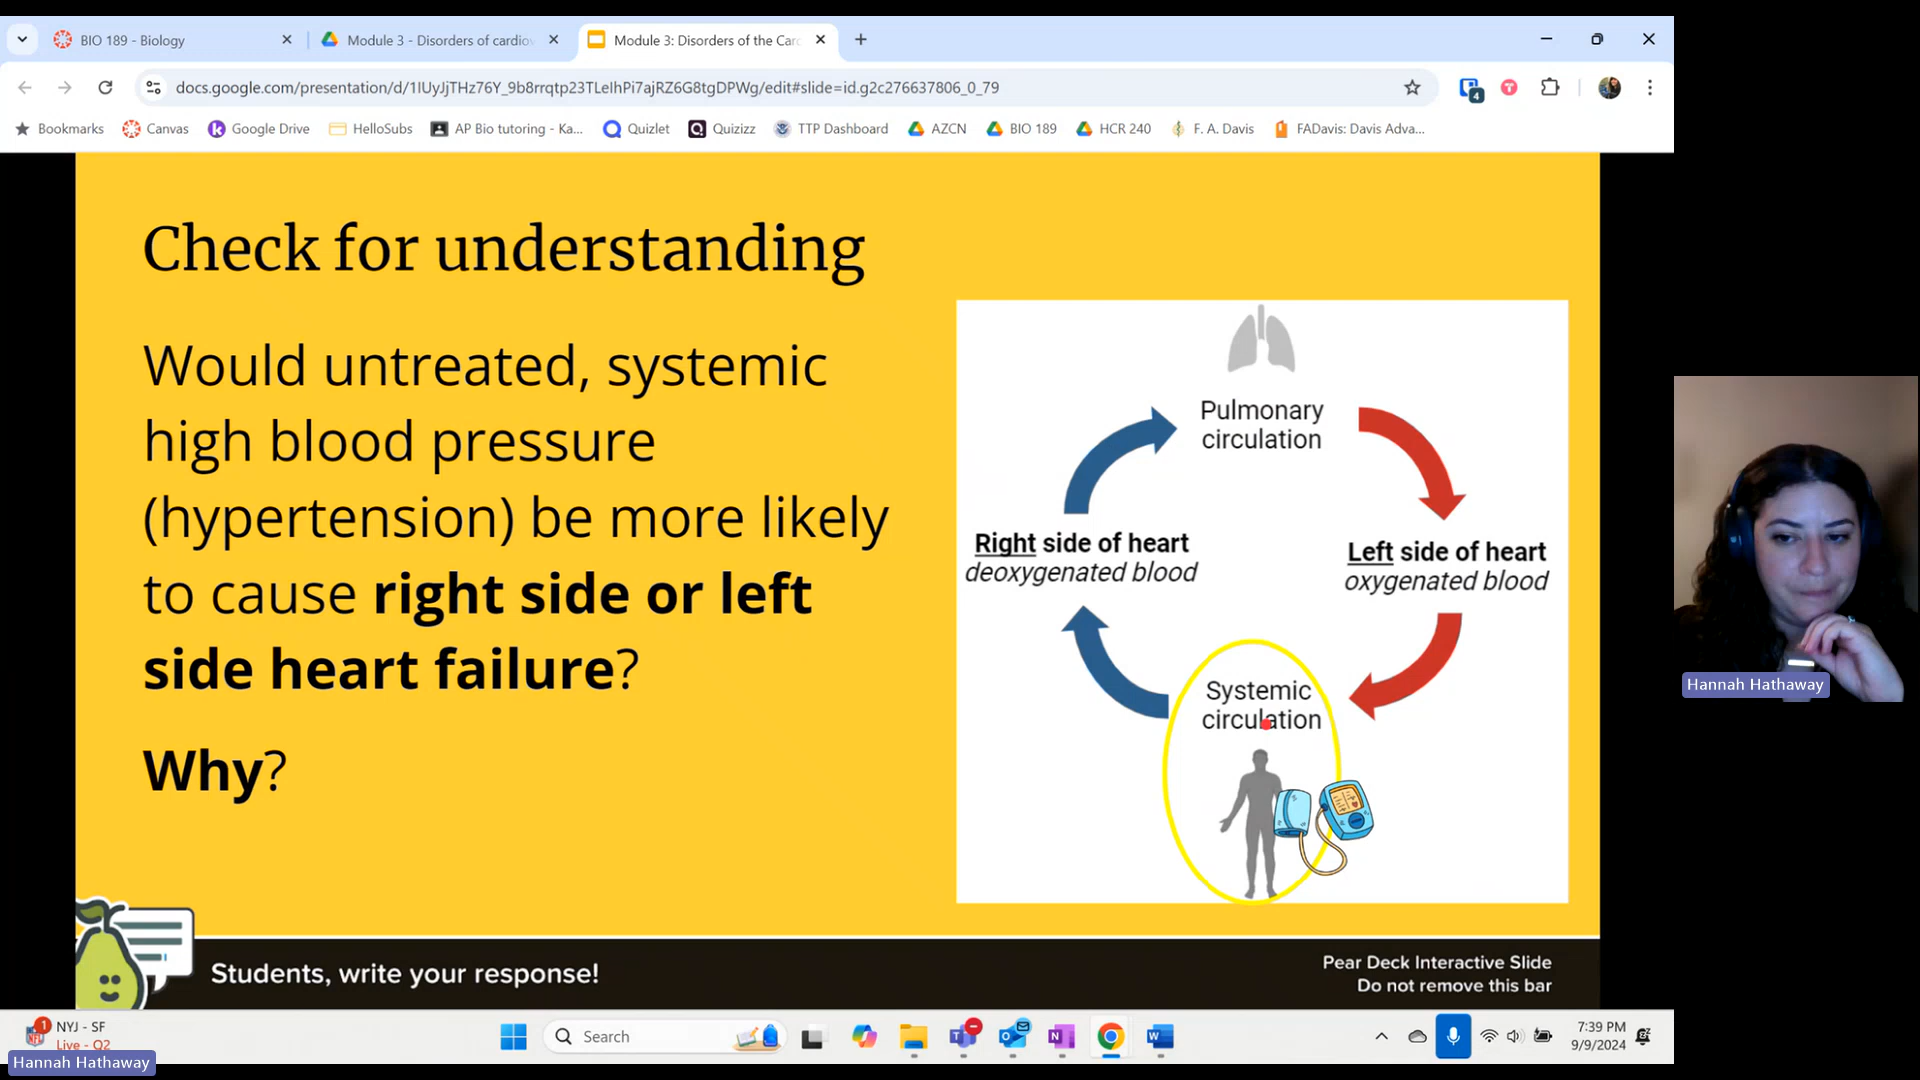 BIO 189 - Biology
Module 3 - Disorders of cardio
Module 3: Disorders of the Car
docs.google.com/presentation/d/1IUyJjTHz76Y_9b8rrqtp23TLeIhPi7ajRZ6G8tgDPWg/edit#slide=id.g2c276637806_0_79
4
Bookmarks
Canvas
Google Drive
HelloSubs
AP Bio tutoring - Ka...
Quizlet
Quizizz
TTP Dashboard
AZCN
BIO 189
HCR 240
F. A. Davis
FADavis: Davis Adva...
Check for understanding
Would untreated, systemic
high blood pressure
(hypertension) be more likely
to cause right side or left
side heart failure?
Why?
Pulmonary
circulation
Right side of heart
deoxygenated blood
Left side of heart
oxygenated blood
Systemic
circulation
Students, write your response!
Pear Deck Interactive Slide
Do not remove this bar
Hannah Hathaway
1
NYJ - SF
Live - Q2
Hannah Hathaway
Search
7:39 PM
9/9/2024